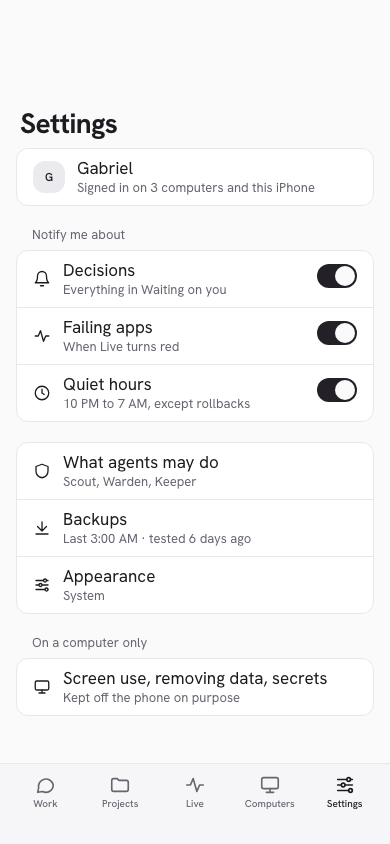 Settings
G
Gabriel
Signed in on 3 computers and this iPhone
Notify me about
Decisions
Everything in Waiting on you
Failing apps
When Live turns red
Quiet hours
10 PM to 7 AM, except rollbacks
What agents may do
Scout, Warden, Keeper
Backups
Last 3:00 AM · tested 6 days ago
Appearance
System
On a computer only
Screen use, removing data, secrets
Kept off the phone on purpose
Work
Projects
Live
Computers
Settings